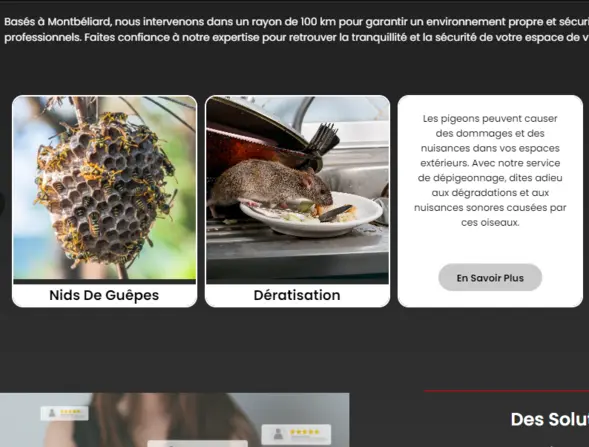 Basés à Montbéliard, nous intervenons dans un rayon de 100 km pour garantir un environnement propre et sécuri
professionnels. Faites confiance à notre expertise pour retrouver la tranquillité et la sécurité de votre espace de v
Nids De Guêpes
Dératisation
Les pigeons peuvent causer
des dommages et des
nuisances dans vos espaces
extérieurs. Avec notre service
de dépigeonnage, dites adieu
aux dégradations et aux
nuisances sonores causées par
ces oiseaux.
En Savoir Plus
Des Solut